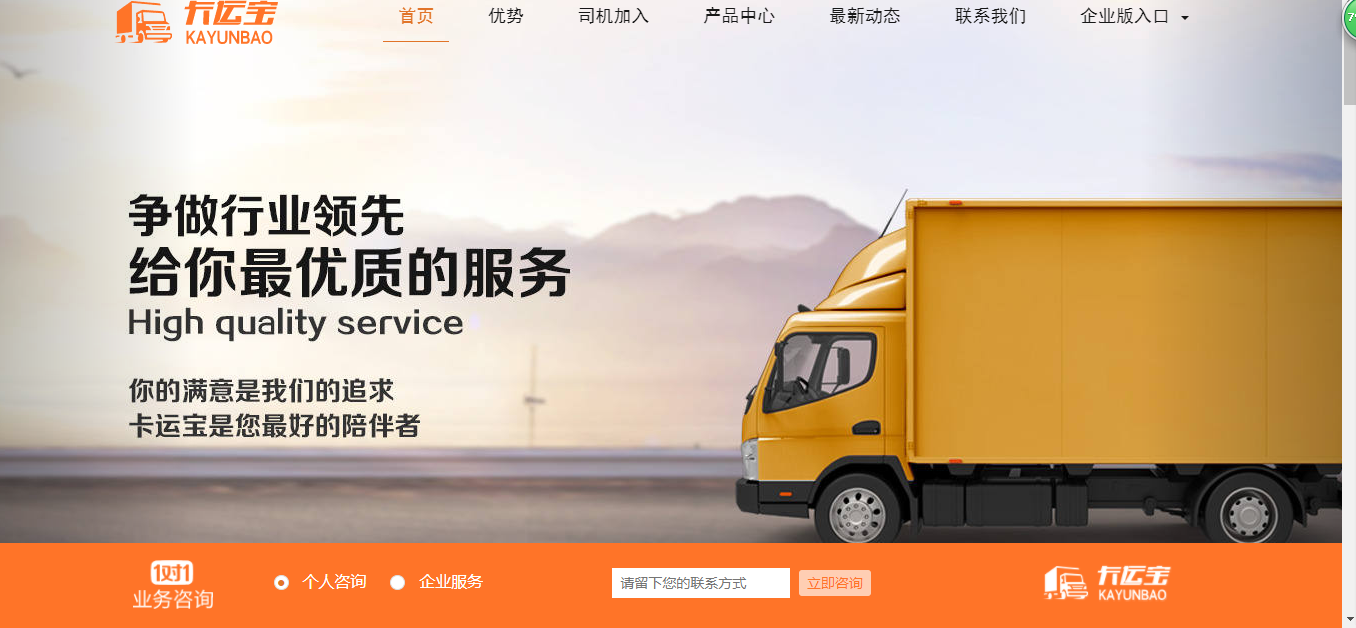 卡运宝
KAYUNBAO
首页 优势 司机加入 产品中心 最新动态 联系我们 企业版入口
争做行业领先
给你最优质的服务
High quality service
你的满意是我们的追求
卡运宝是您最好的陪伴者
1对1
业务咨询
个人咨询 企业服务
请留下您的联系方式 立即咨询
卡运宝
KAYUNBAO